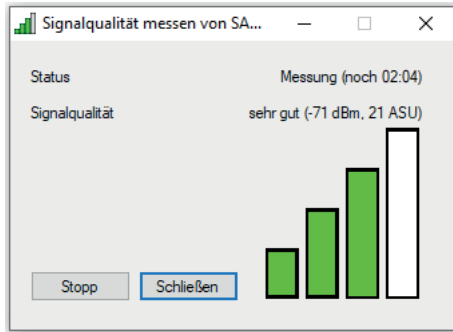 Signalqualität messen von SA...
Status Messung (noch 02:04)
Signalqualität sehr gut (-71 dBm, 21 ASU)
Stopp Schließen